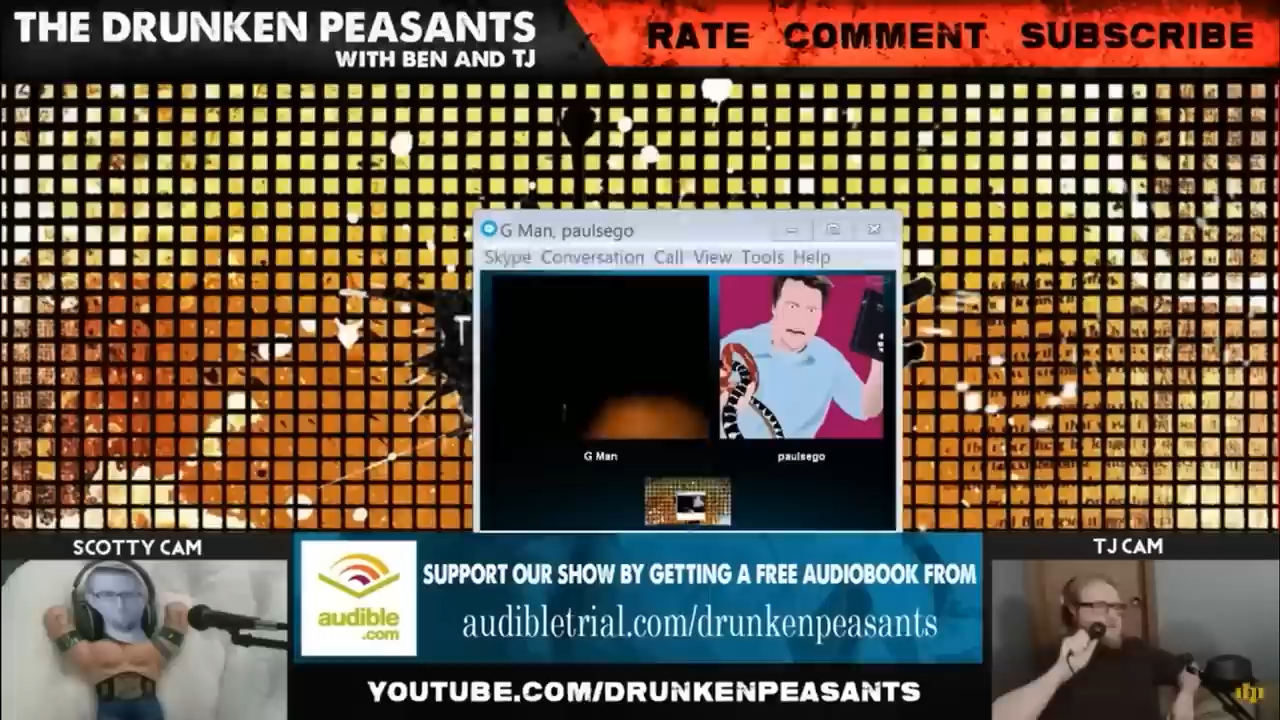 THE DRUNKEN PEASANTS
WITH BEN AND TJ
RATE COMMENT SUBSCRIBE
G Man, paulsego
Skype Conversation Call View Tools Help
T
G Man
paulsego
SCOTTY CAM
TJ CAM
audible
.com
SUPPORT OUR SHOW BY GETTING A FREE AUDIOBOOK FROM
audibletrial.com/drunkenpeasants
YOUTUBE.COM/DRUNKENPEASANTS
dp